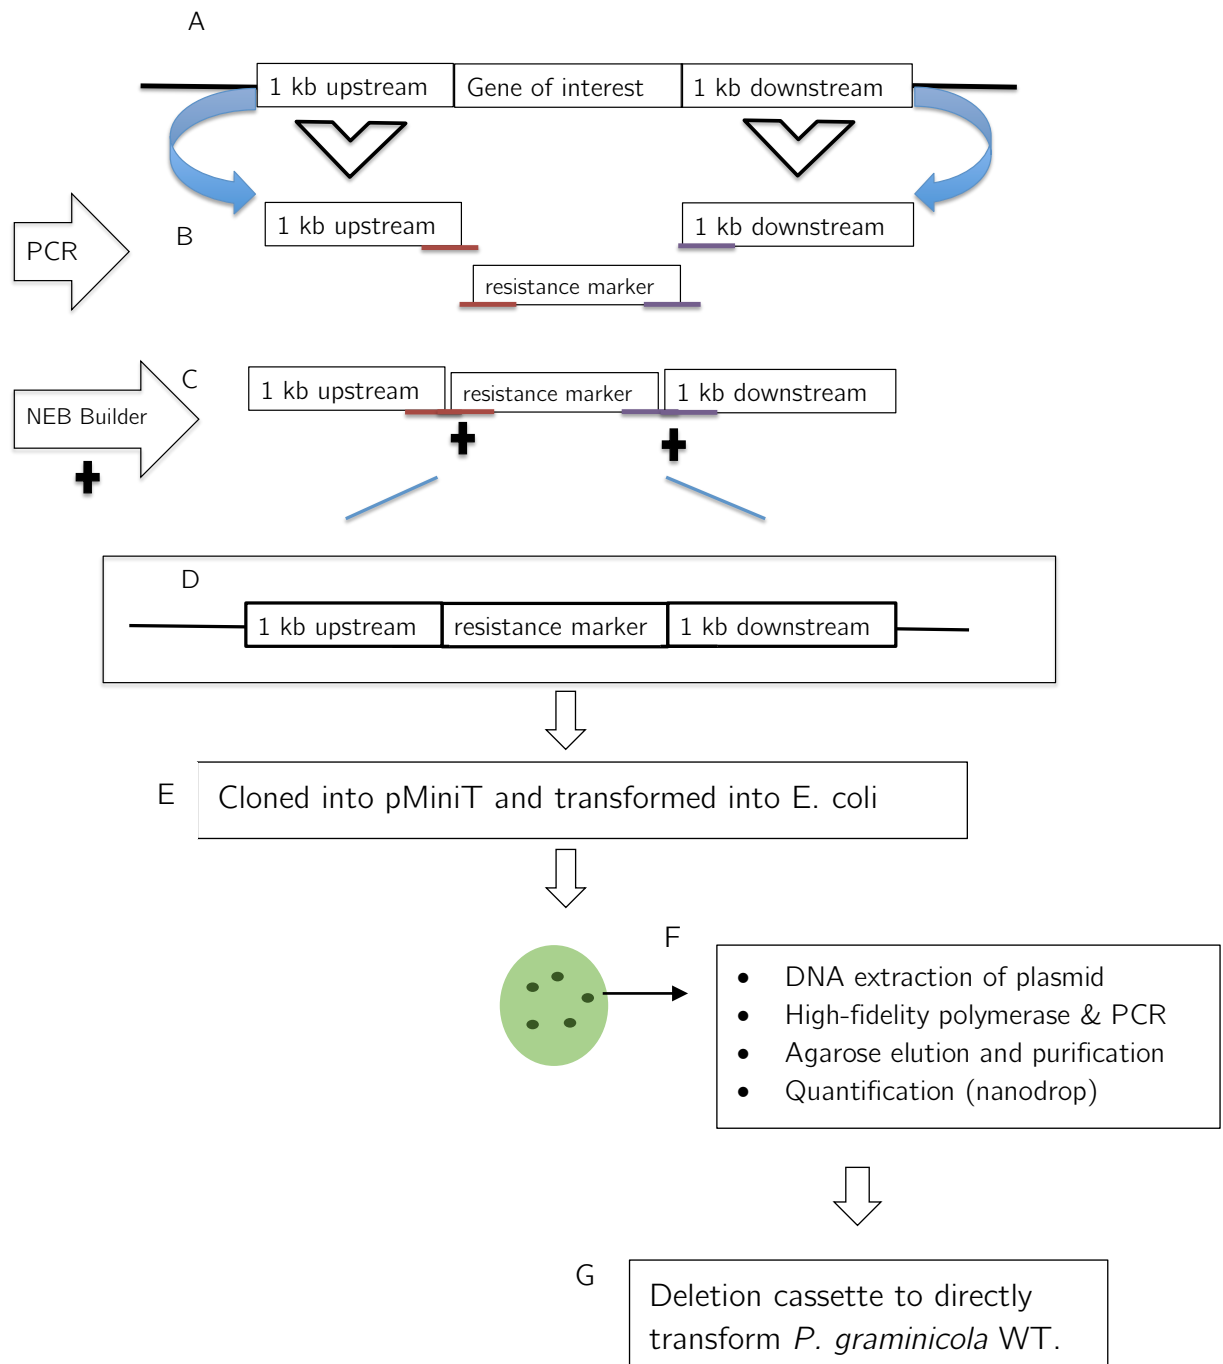 A
1 kb upstream
Gene of interest
1 kb downstream
PCR
B
1 kb upstream
1 kb downstream
resistance marker
NEB Builder
C
1 kb upstream
resistance marker
1 kb downstream
D
1 kb upstream
resistance marker
1 kb downstream
E
Cloned into pMiniT and transformed into E. coli
F
• DNA extraction of plasmid
• High-fidelity polymerase & PCR
• Agarose elution and purification
• Quantification (nanodrop)
G
Deletion cassette to directly
transform P. graminicola WT.